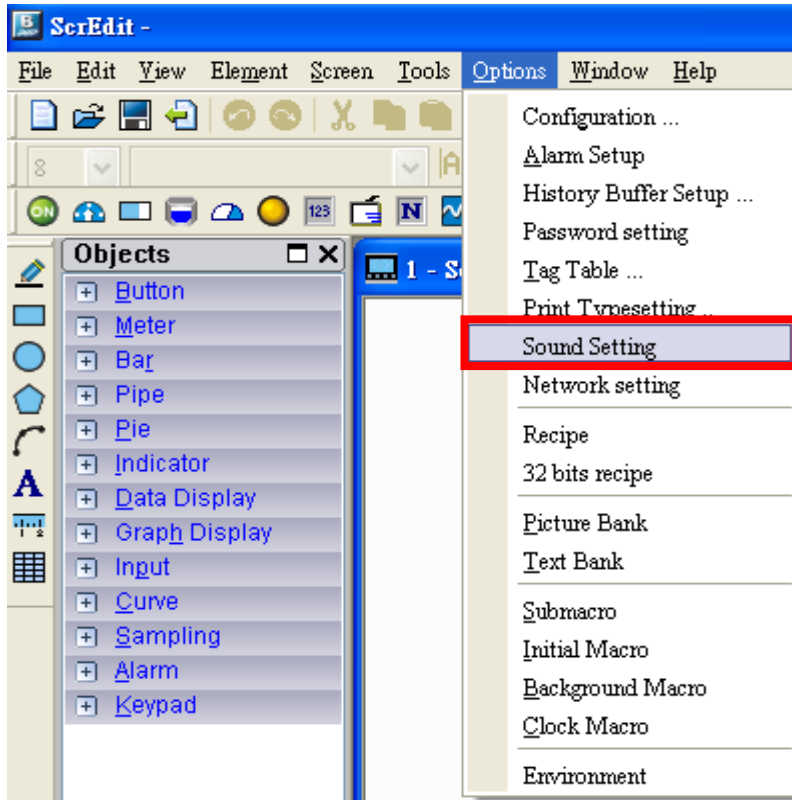 ScrEdit -
File Edit View Element Screen Tools Options Window Help
8
ON 123 N
Objects
1 - S
Button
Meter
Bar
Pipe
Pie
Indicator
Data Display
Graph Display
Input
Curve
Sampling
Alarm
Keypad
Configuration ...
Alarm Setup
History Buffer Setup ...
Password setting
Tag Table ...
Print Typesetting ..
Sound Setting
Network setting
Recipe
32 bits recipe
Picture Bank
Text Bank
Submacro
Initial Macro
Background Macro
Clock Macro
Environment